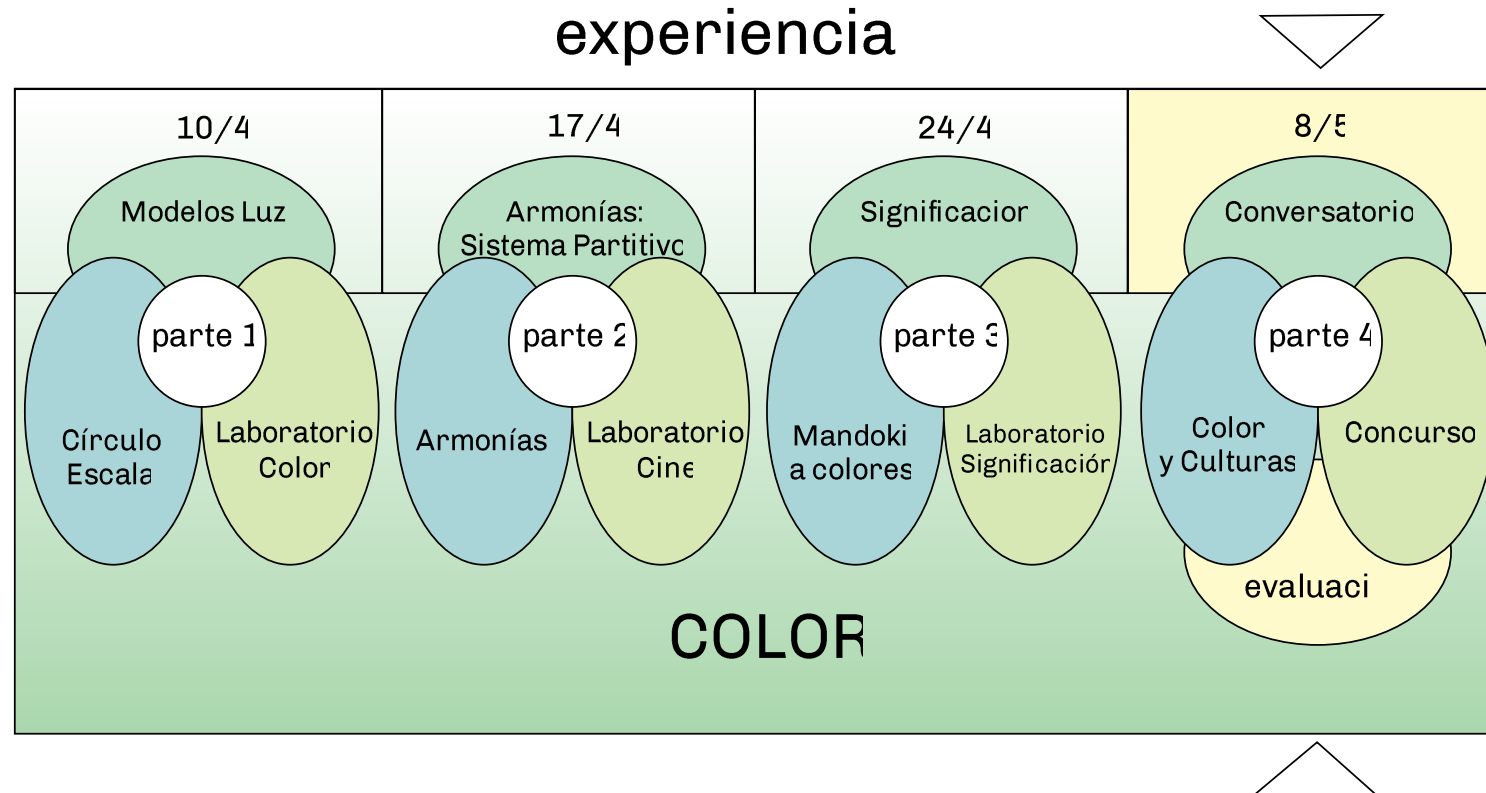 experiencia
10/4
17/4
24/4
8/5
Modelos Luz
Armonías:
Sistema Partitivo
Significacion
Conversatorio
parte 1
parte 2
parte 3
parte 4
Círculo
Escala
Laboratorio
Color
Armonías
Laboratorio
Cine
Mandoki
a colores
Laboratorio
Significación
Color
y Culturas
Concurso
evaluaci
COLOR